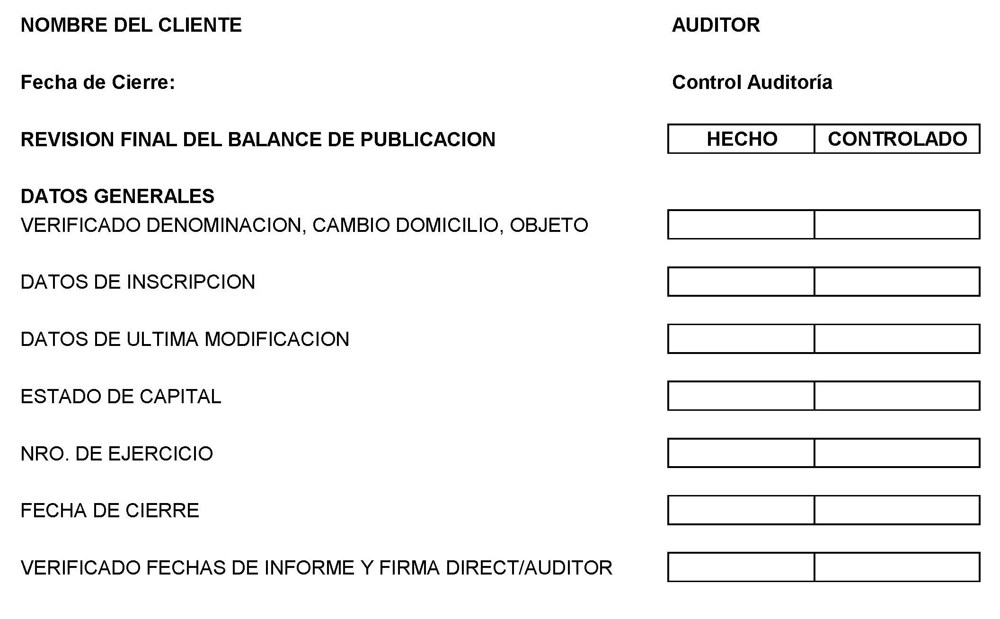 NOMBRE DEL CLIENTE AUDITOR
Fecha de Cierre: Control Auditoría
REVISION FINAL DEL BALANCE DE PUBLICACION HECHO CONTROLADO
DATOS GENERALES
VERIFICADO DENOMINACION, CAMBIO DOMICILIO, OBJETO
DATOS DE INSCRIPCION
DATOS DE ULTIMA MODIFICACION
ESTADO DE CAPITAL
NRO. DE EJERCICIO
FECHA DE CIERRE
VERIFICADO FECHAS DE INFORME Y FIRMA DIRECT/AUDITOR